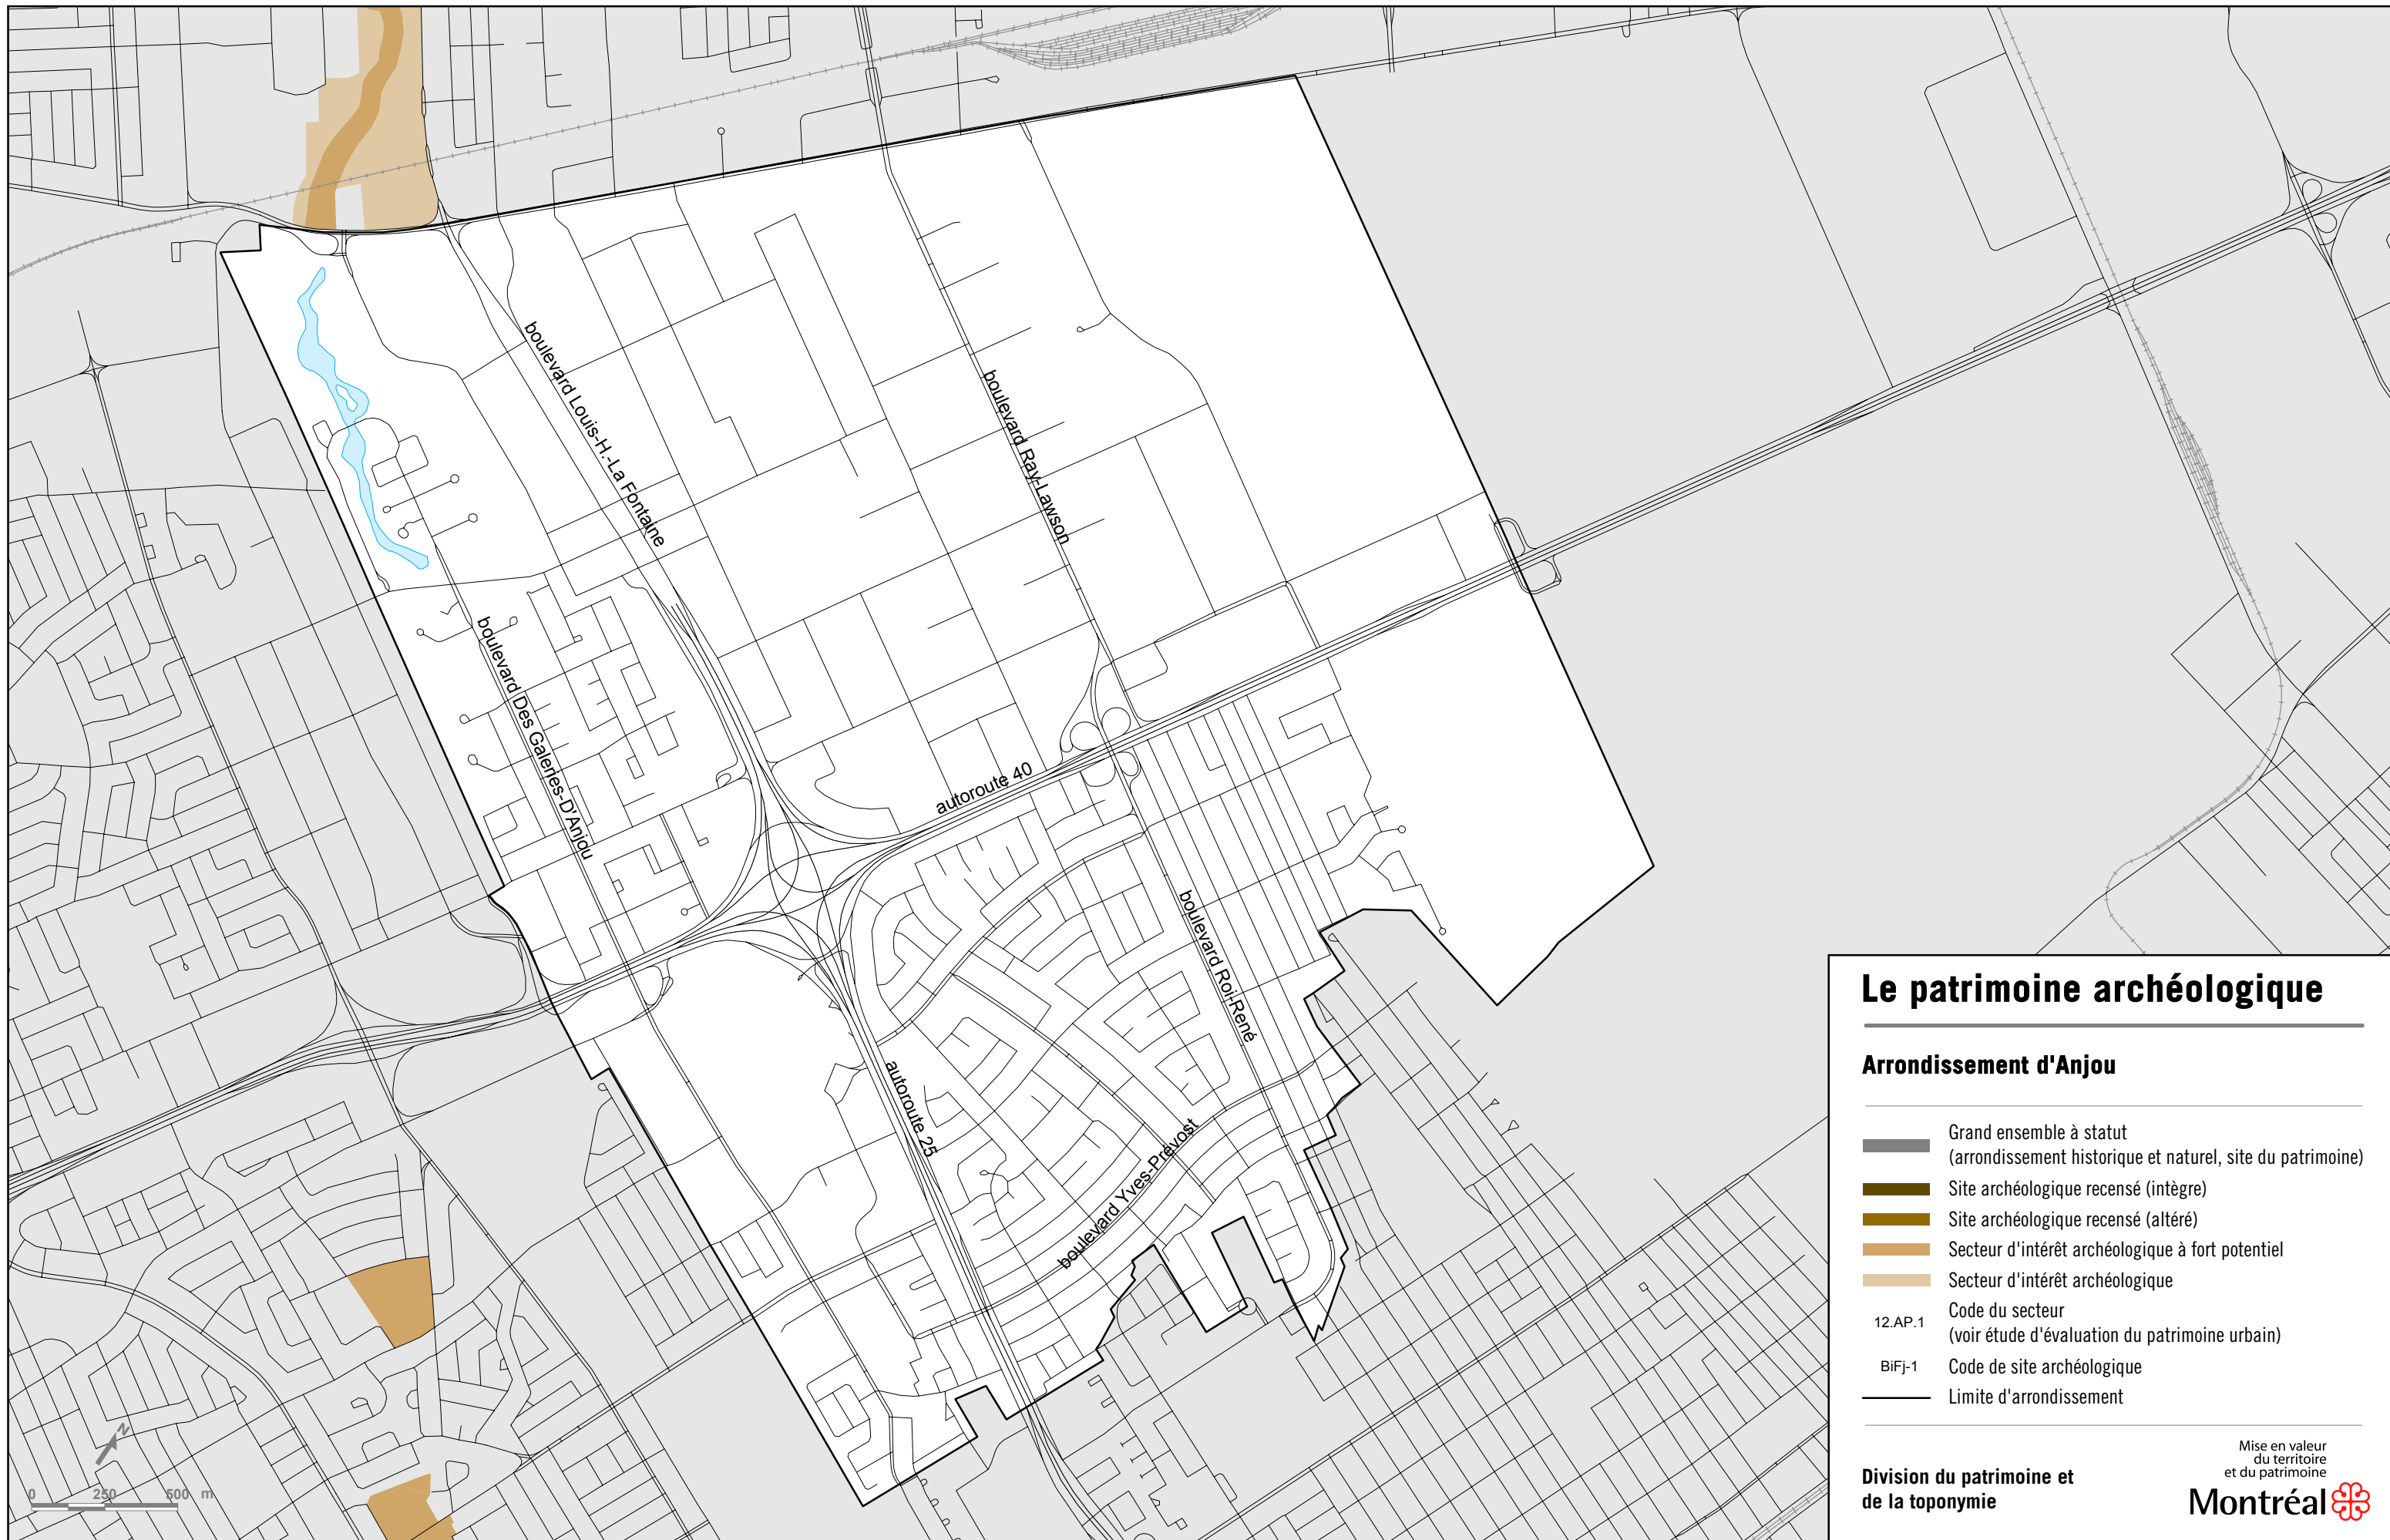 boulevard Louis-H.-La Fontaine
boulevard Ray-Lawson
boulevard Des Galeries-D'Anjou
autoroute 40
boulevard Roi-René
autoroute 25
boulevard Yves-Prévost
N
0 250 500 m
Le patrimoine archéologique
Arrondissement d'Anjou
Grand ensemble à statut
(arrondissement historique et naturel, site du patrimoine)
Site archéologique recensé (intègre)
Site archéologique recensé (altéré)
Secteur d'intérêt archéologique à fort potentiel
Secteur d'intérêt archéologique
12.AP.1 Code du secteur
(voir étude d'évaluation du patrimoine urbain)
BiFj-1 Code de site archéologique
Limite d'arrondissement
Division du patrimoine et
de la toponymie
Mise en valeur
du territoire
et du patrimoine
Montréal